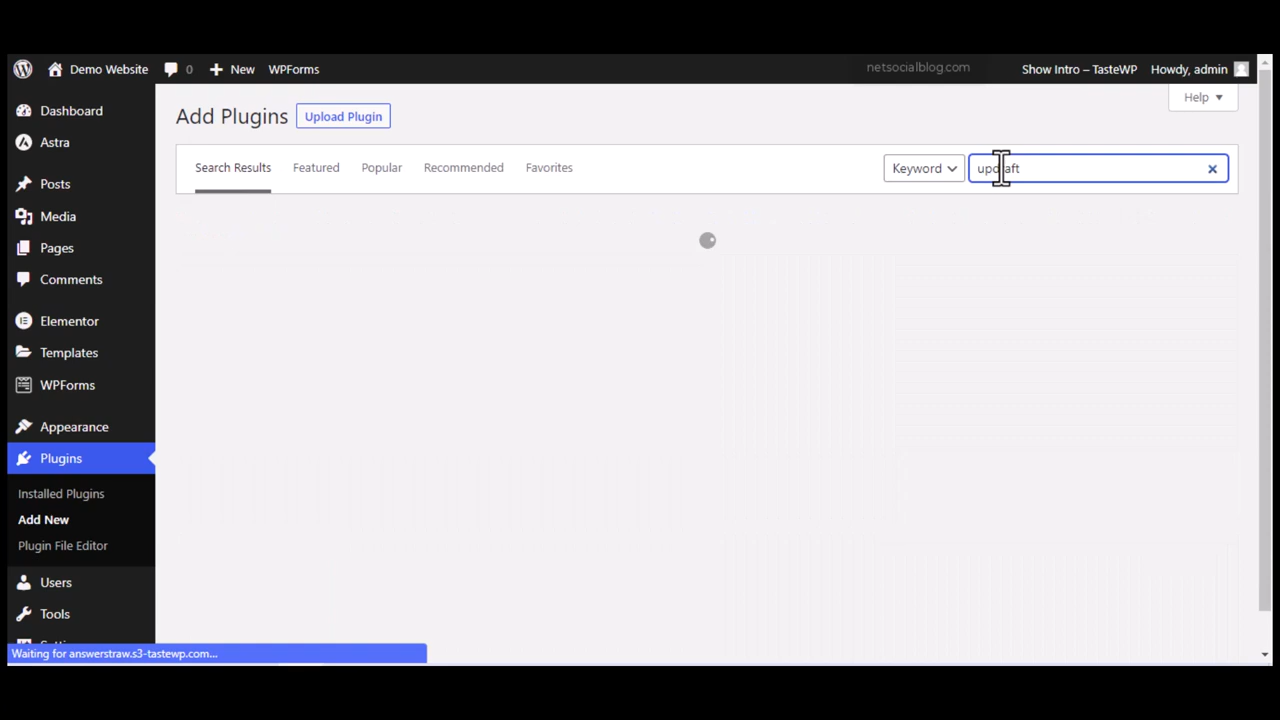 Demo Website 0 New WPForms netsocialblog.com Show Intro – TasteWP Howdy, admin
Help
Add Plugins Upload Plugin
Search Results Featured Popular Recommended Favorites Keyword updraft
Dashboard
Astra
Posts
Media
Pages
Comments
Elementor
Templates
WPForms
Appearance
Plugins
Installed Plugins
Add New
Plugin File Editor
Users
Tools
Waiting for answerstraw.s3-tastewp.com...